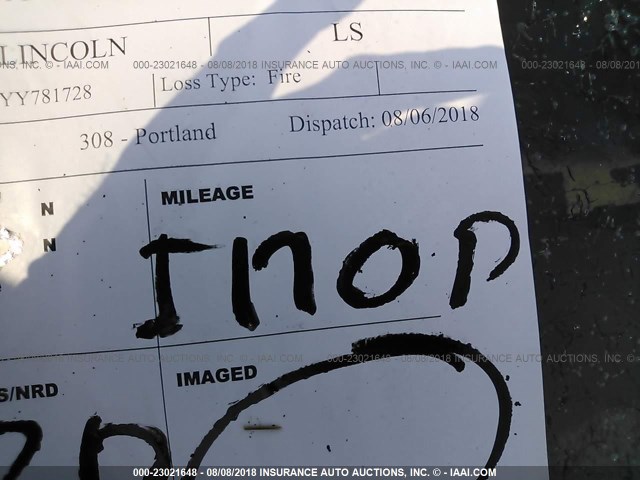 LINCOLN LS
000-23021648 - 08/08/2018 INSURANCE AUTO AUCTIONS, INC. © - IAAI.COM 000-23021648 - 08/08/2018
YY781728 Loss Type: Fire
308 - Portland Dispatch: 08/06/2018
N MILEAGE
N
INOP
000-23021648 - 08/08/2018 INSURANCE AUTO AUCTIONS, INC. © - IAAI.COM
S/NRD IMAGED
000-23021648 - 08/08/2018 INSURANCE AUTO AUCTIONS, INC. © - IAAI.COM